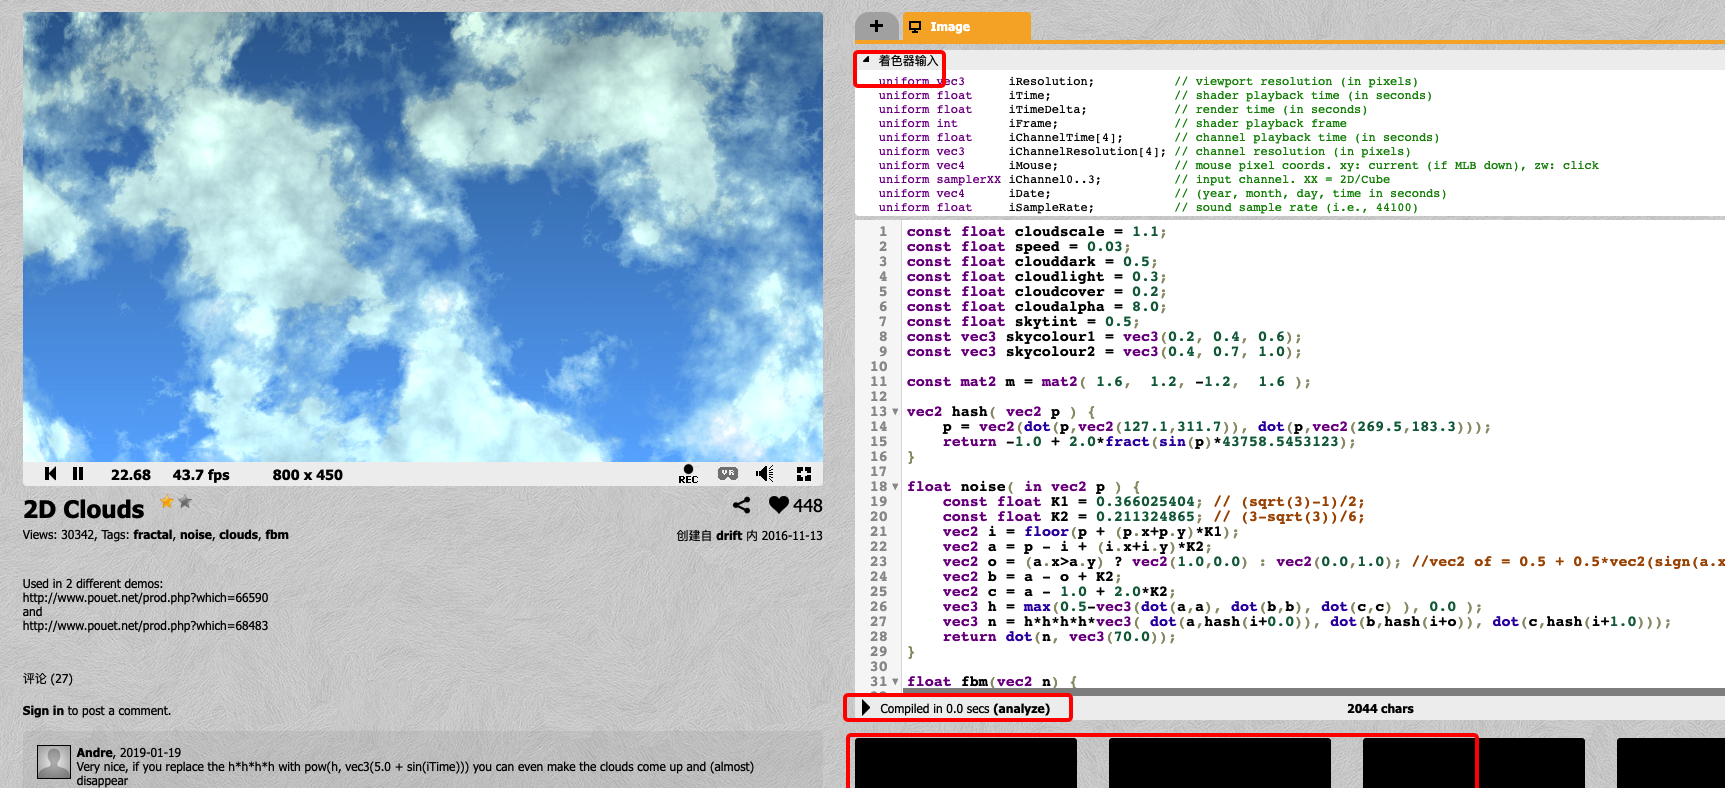 22.68 43.7 fps 800 x 450 REC VR
2D Clouds 448
Views: 30342, Tags: fractal, noise, clouds, fbm 创建自 drift 内 2016-11-13
Used in 2 different demos:
http://www.pouet.net/prod.php?which=66590
and
http://www.pouet.net/prod.php?which=68483
评论 (27)
Sign in to post a comment.
Andre, 2019-01-19
Very nice, if you replace the h*h*h*h with pow(h, vec3(5.0 + sin(iTime))) you can even make the clouds come up and (almost)
disappear
+ Image
着色器输入
uniform vec3 iResolution; // viewport resolution (in pixels)
uniform float iTime; // shader playback time (in seconds)
uniform float iTimeDelta; // render time (in seconds)
uniform int iFrame; // shader playback frame
uniform float iChannelTime[4]; // channel playback time (in seconds)
uniform vec3 iChannelResolution[4]; // channel resolution (in pixels)
uniform vec4 iMouse; // mouse pixel coords. xy: current (if MLB down), zw: click
uniform samplerXX iChannel0..3; // input channel. XX = 2D/Cube
uniform vec4 iDate; // (year, month, day, time in seconds)
uniform float iSampleRate; // sound sample rate (i.e., 44100)
1 const float cloudscale = 1.1;
2 const float speed = 0.03;
3 const float clouddark = 0.5;
4 const float cloudlight = 0.3;
5 const float cloudcover = 0.2;
6 const float cloudalpha = 8.0;
7 const float skytint = 0.5;
8 const vec3 skycolour1 = vec3(0.2, 0.4, 0.6);
9 const vec3 skycolour2 = vec3(0.4, 0.7, 1.0);
10
11 const mat2 m = mat2( 1.6,  1.2, -1.2,  1.6 );
12
13 vec2 hash( vec2 p ) {
14 p = vec2(dot(p,vec2(127.1,311.7)), dot(p,vec2(269.5,183.3)));
15 return -1.0 + 2.0*fract(sin(p)*43758.5453123);
16 }
17
18 float noise( in vec2 p ) {
19 const float K1 = 0.366025404; // (sqrt(3)-1)/2;
20 const float K2 = 0.211324865; // (3-sqrt(3))/6;
21 vec2 i = floor(p + (p.x+p.y)*K1);
22 vec2 a = p - i + (i.x+i.y)*K2;
23 vec2 o = (a.x>a.y) ? vec2(1.0,0.0) : vec2(0.0,1.0); //vec2 of = 0.5 + 0.5*vec2(sign(a.x
24 vec2 b = a - o + K2;
25 vec2 c = a - 1.0 + 2.0*K2;
26 vec3 h = max(0.5-vec3(dot(a,a), dot(b,b), dot(c,c) ), 0.0 );
27 vec3 n = h*h*h*h*vec3( dot(a,hash(i+0.0)), dot(b,hash(i+o)), dot(c,hash(i+1.0)));
28 return dot(n, vec3(70.0));
29 }
30
31 float fbm(vec2 n) {
Compiled in 0.0 secs (analyze) 2044 chars